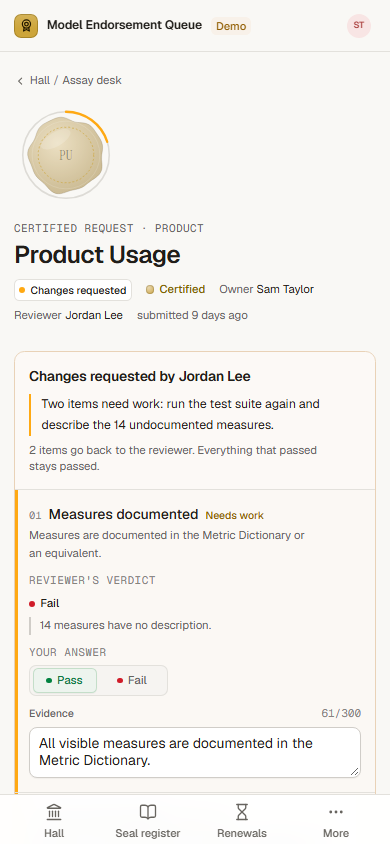 Model Endorsement Queue Demo ST
Hall / Assay desk
PU
CERTIFIED REQUEST · PRODUCT
Product Usage
Changes requested Certified Owner Sam Taylor
Reviewer Jordan Lee submitted 9 days ago
Changes requested by Jordan Lee
Two items need work: run the test suite again and
describe the 14 undocumented measures.
2 items go back to the reviewer. Everything that passed
stays passed.
01 Measures documented Needs work
Measures are documented in the Metric Dictionary or
an equivalent.
REVIEWER'S VERDICT
Fail
14 measures have no description.
YOUR ANSWER
Pass Fail
Evidence 61/300
All visible measures are documented in the
Metric Dictionary.
Hall Seal register Renewals More